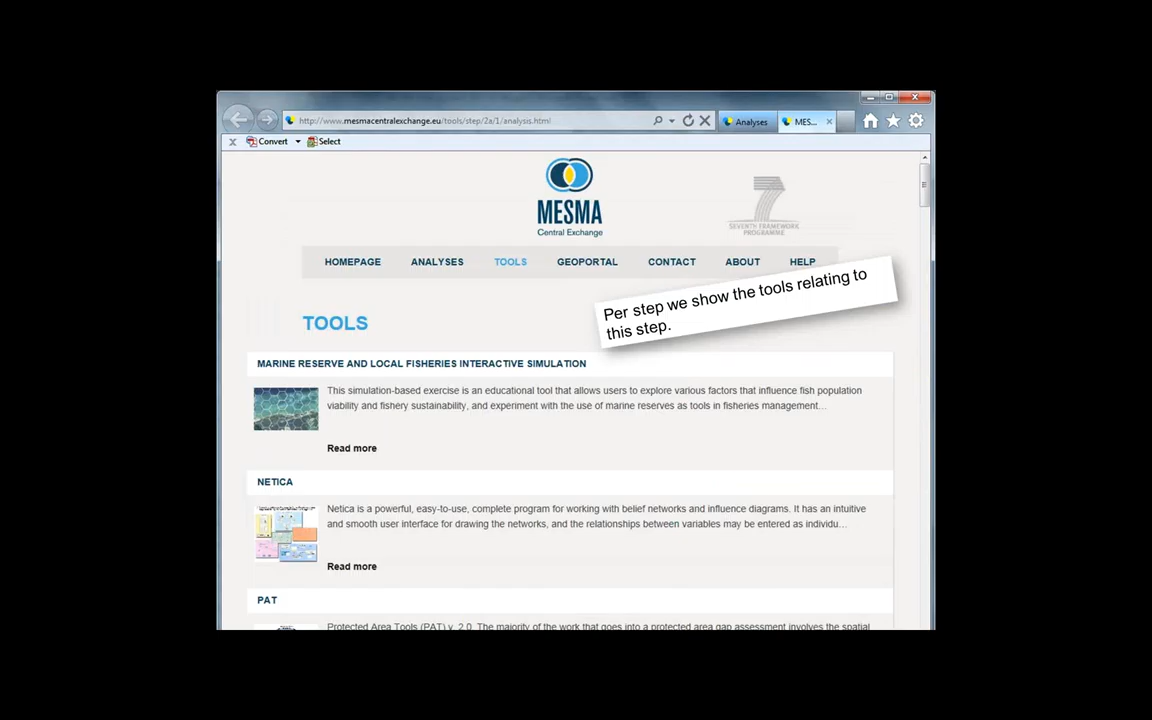 http://www.mesmacentralexchange.eu/tools/step/2a/1/analysis.html
Analyses
MES...
Convert
Select
MESMA
Central Exchange
7
SEVENTH FRAMEWORK
PROGRAMME
HOMEPAGE ANALYSES TOOLS GEOPORTAL CONTACT ABOUT HELP
Per step we show the tools relating to
this step.
TOOLS
MARINE RESERVE AND LOCAL FISHERIES INTERACTIVE SIMULATION
This simulation-based exercise is an educational tool that allows users to explore various factors that influence fish population
viability and fishery sustainability, and experiment with the use of marine reserves as tools in fisheries management...
Read more
NETICA
Netica is a powerful, easy-to-use, complete program for working with belief networks and influence diagrams. It has an intuitive
and smooth user interface for drawing the networks, and the relationships between variables may be entered as individu...
Read more
PAT
Protected Area Tools (PAT) v. 2.0. The majority of the work that goes into a protected area gap assessment involves the spatial